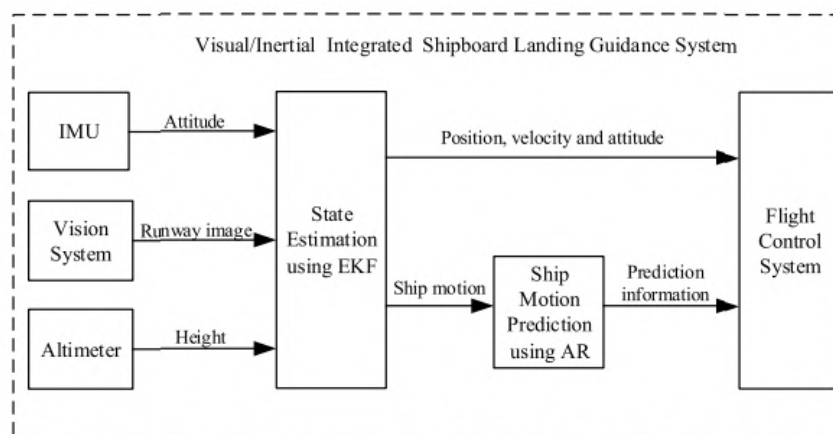 Visual/Inertial Integrated Shipboard Landing Guidance System
IMU
Attitude
Vision
System
Runway image
Altimeter
Height
State
Estimation
using EKF
Position, velocity and attitude
Ship motion
Ship
Motion
Prediction
using AR
Prediction
information
Flight
Control
System